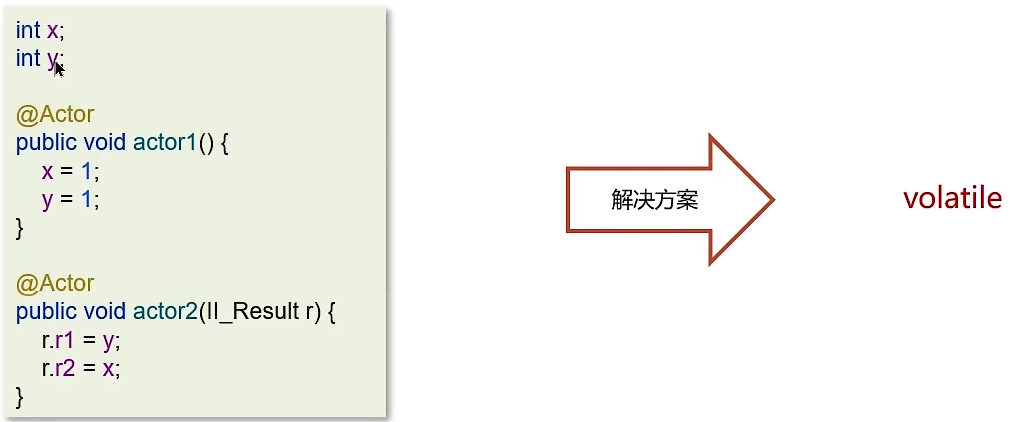 int x;
int y;
@Actor
public void actor1() {
x = 1;
y = 1;
}
@Actor
public void actor2(II_Result r) {
r.r1 = y;
r.r2 = x;
}
解决方案
volatile